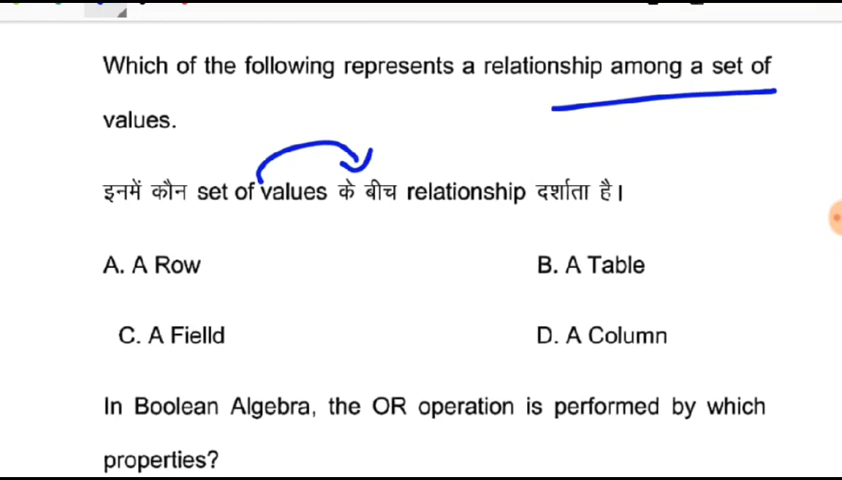 Which of the following represents a relationship among a set of
values.
इनमें कौन set of values के बीच relationship दर्शाता है।
A. A Row
B. A Table
C. A Fielld
D. A Column
In Boolean Algebra, the OR operation is performed by which
properties?